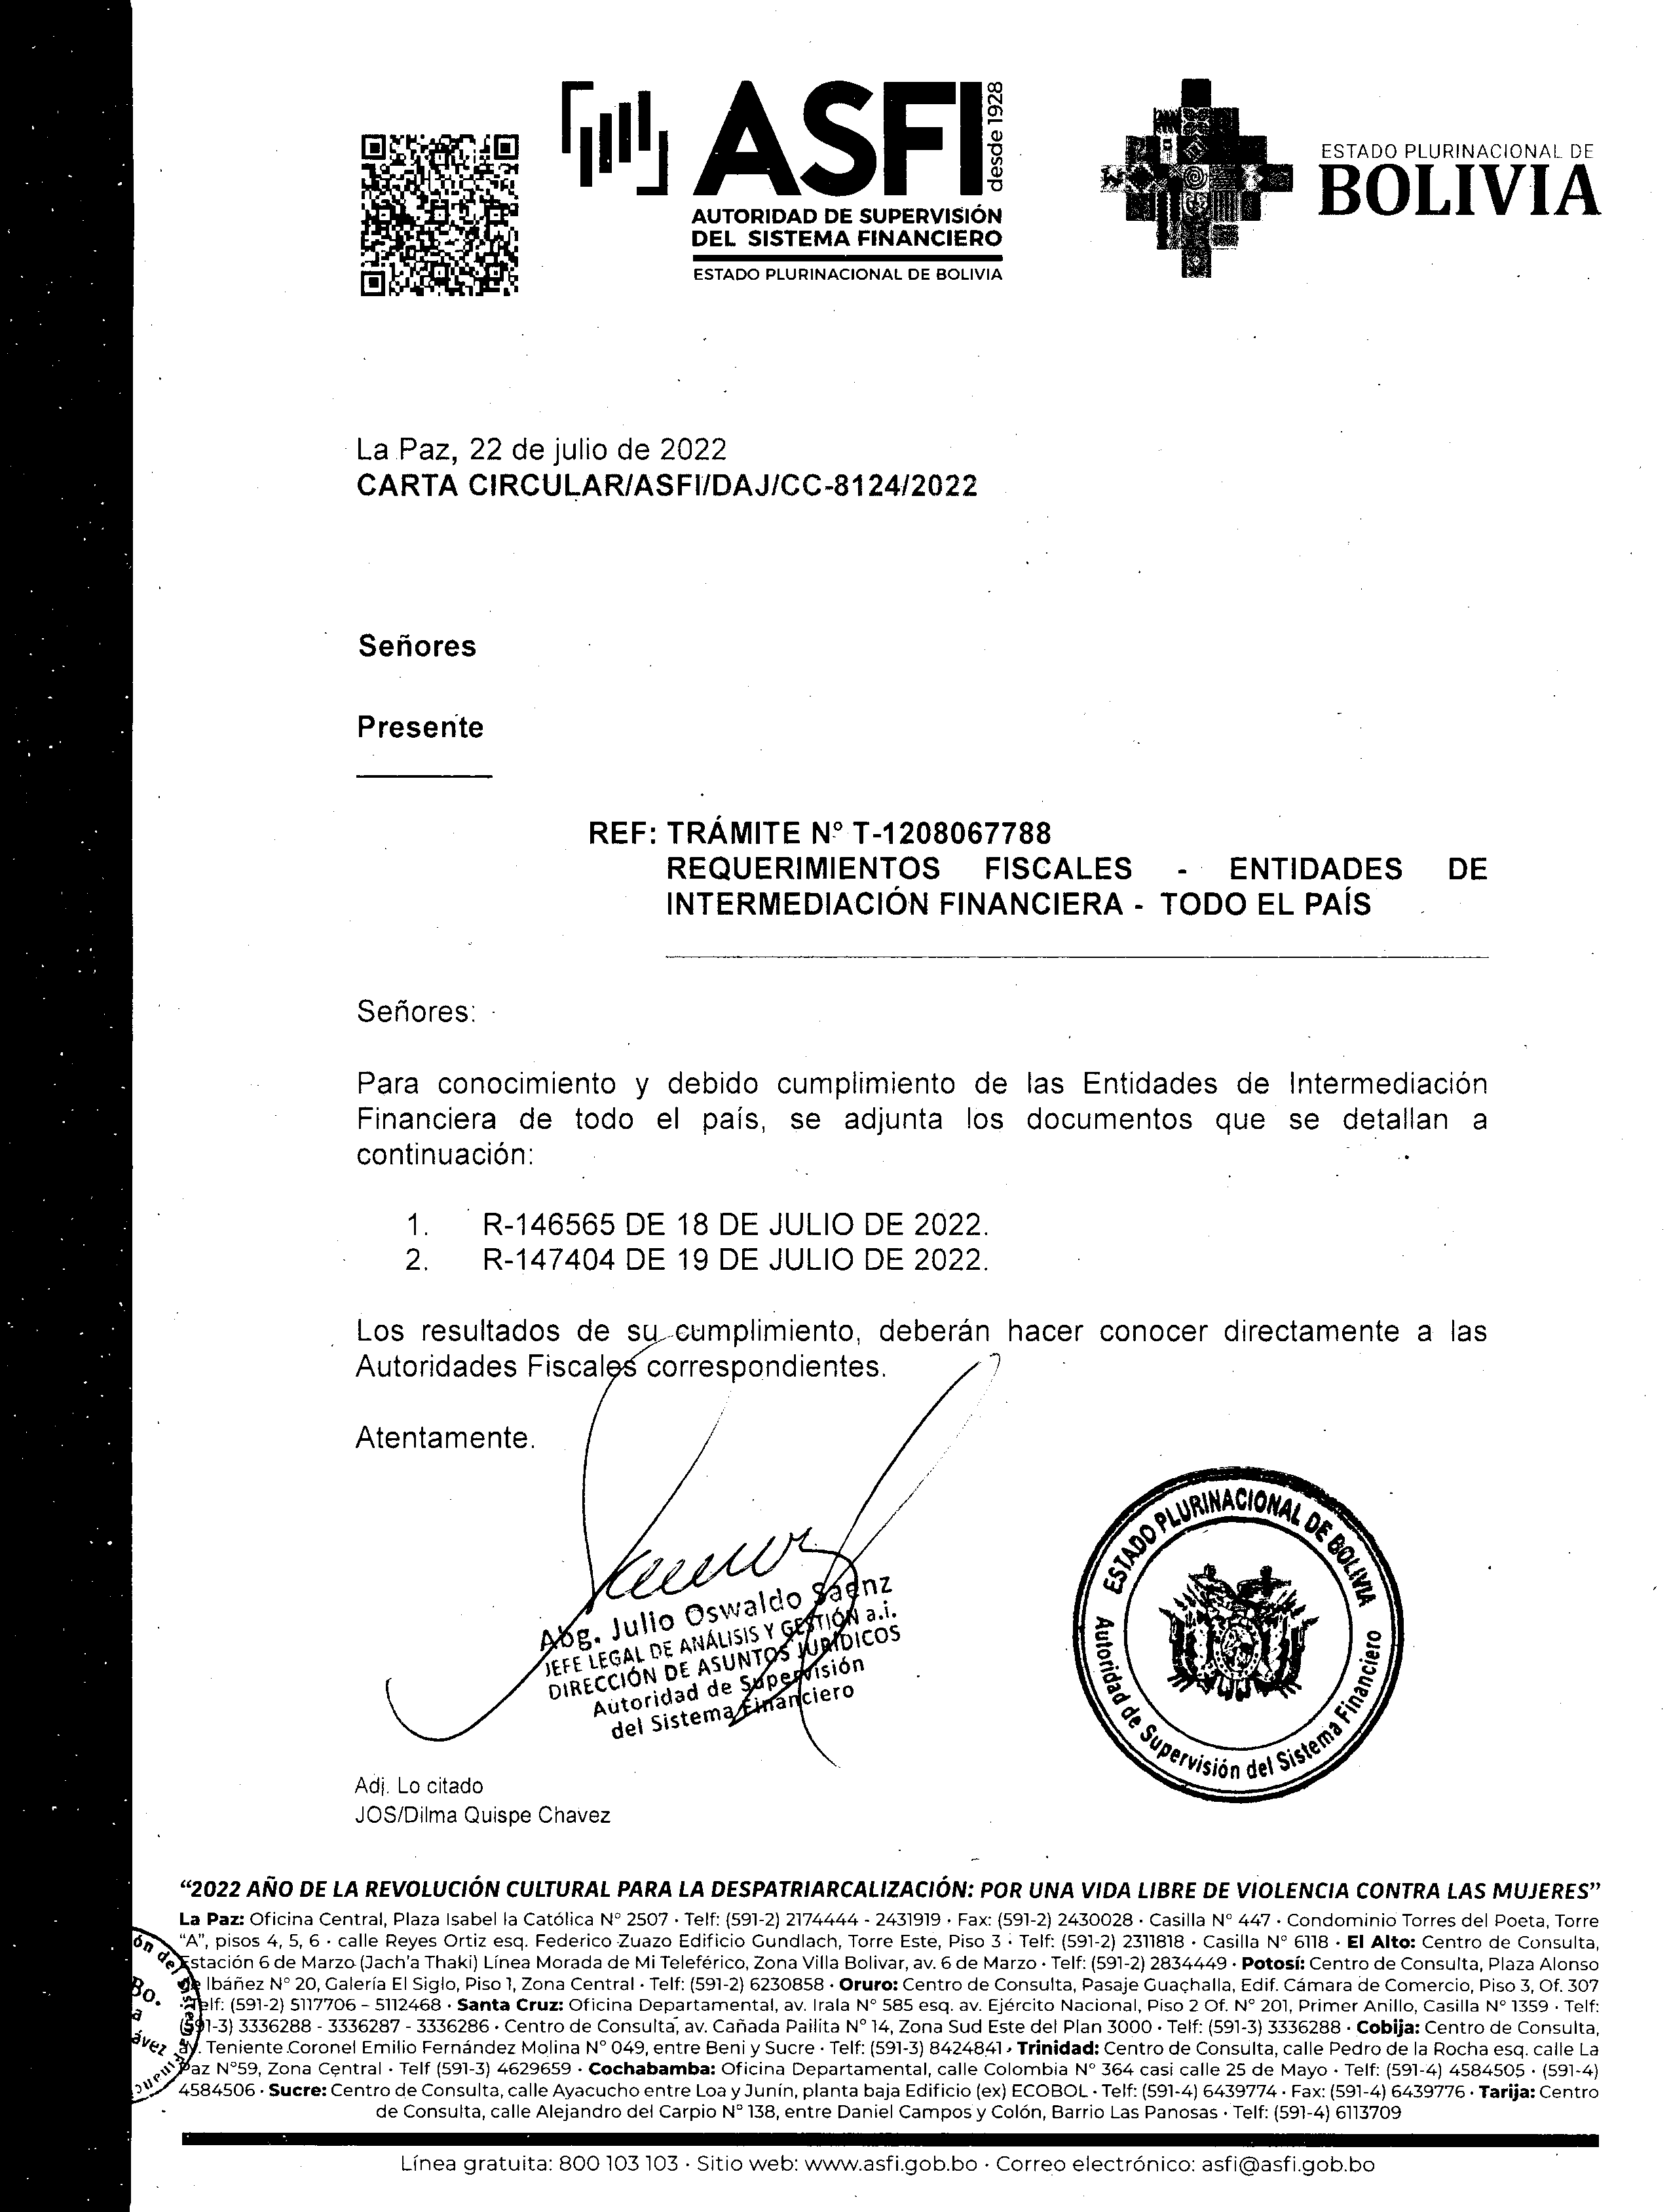 ASFI
desde 1928
AUTORIDAD DE SUPERVISIÓN
DEL SISTEMA FINANCIERO
ESTADO PLURINACIONAL DE BOLIVIA
ESTADO PLURINACIONAL DE
BOLIVIA
La Paz, 22 de julio de 2022
CARTA CIRCULAR/ASFI/DAJ/CC-8124/2022
Señores
Presente
REF: TRÁMITE Nº T-1208067788
REQUERIMIENTOS FISCALES - ENTIDADES DE
INTERMEDIACIÓN FINANCIERA - TODO EL PAÍS
Señores:
Para conocimiento y debido cumplimiento de las Entidades de Intermediación
Financiera de todo el país, se adjunta los documentos que se detallan a
continuación:
1. R-146565 DE 18 DE JULIO DE 2022.
2. R-147404 DE 19 DE JULIO DE 2022.
Los resultados de su cumplimiento, deberán hacer conocer directamente a las
Autoridades Fiscales correspondientes.
Atentamente.
Abg. Julio Oswaldo Sáenz
JEFE LEGAL DE ANÁLISIS Y GESTIÓN a.i.
DIRECCIÓN DE ASUNTOS JURÍDICOS
Autoridad de Supervisión
del Sistema Financiero
ESTADO PLURINACIONAL DE BOLIVIA
Autoridad de Supervisión del Sistema Financiero
Adj. Lo citado
JOS/Dilma Quispe Chavez
“2022 AÑO DE LA REVOLUCIÓN CULTURAL PARA LA DESPATRIARCALIZACIÓN: POR UNA VIDA LIBRE DE VIOLENCIA CONTRA LAS MUJERES”
La Paz: Oficina Central, Plaza Isabel la Católica Nº 2507 · Telf: (591-2) 2174444 - 2431919 · Fax: (591-2) 2430028 · Casilla Nº 447 · Condominio Torres del Poeta, Torre
“A”, pisos 4, 5, 6 · calle Reyes Ortiz esq. Federico Zuazo Edificio Gundlach, Torre Este, Piso 3 · Telf: (591-2) 2311818 · Casilla Nº 6118 · El Alto: Centro de Consulta,
Estación 6 de Marzo (Jach’a Thaki) Línea Morada de Mi Teleférico, Zona Villa Bolivar, av. 6 de Marzo · Telf: (591-2) 2834449 · Potosí: Centro de Consulta, Plaza Alonso
de Ibáñez Nº 20, Galería El Siglo, Piso 1, Zona Central · Telf: (591-2) 6230858 · Oruro: Centro de Consulta, Pasaje Guachalla, Edif. Cámara de Comercio, Piso 3, Of. 307
· Telf: (591-2) 5117706 – 5112468 · Santa Cruz: Oficina Departamental, av. Irala Nº 585 esq. av. Ejército Nacional, Piso 2 Of. Nº 201, Primer Anillo, Casilla Nº 1359 · Telf:
(591-3) 3336288 - 3336287 - 3336286 · Centro de Consulta, av. Cañada Pailita Nº 14, Zona Sud Este del Plan 3000 · Telf: (591-3) 3336288 · Cobija: Centro de Consulta,
av. Teniente Coronel Emilio Fernández Molina Nº 049, entre Beni y Sucre · Telf: (591-3) 8424841 · Trinidad: Centro de Consulta, calle Pedro de la Rocha esq. calle La
Paz Nº59, Zona Central · Telf (591-3) 4629659 · Cochabamba: Oficina Departamental, calle Colombia Nº 364 casi calle 25 de Mayo · Telf: (591-4) 4584505 · (591-4)
4584506 · Sucre: Centro de Consulta, calle Ayacucho entre Loa y Junín, planta baja Edificio (ex) ECOBOL · Telf: (591-4) 6439774 · Fax: (591-4) 6439776 · Tarija: Centro
de Consulta, calle Alejandro del Carpio Nº 138, entre Daniel Campos y Colón, Barrio Las Panosas · Telf: (591-4) 6113709
Línea gratuita: 800 103 103 · Sitio web: www.asfi.gob.bo · Correo electrónico: asfi@asfi.gob.bo